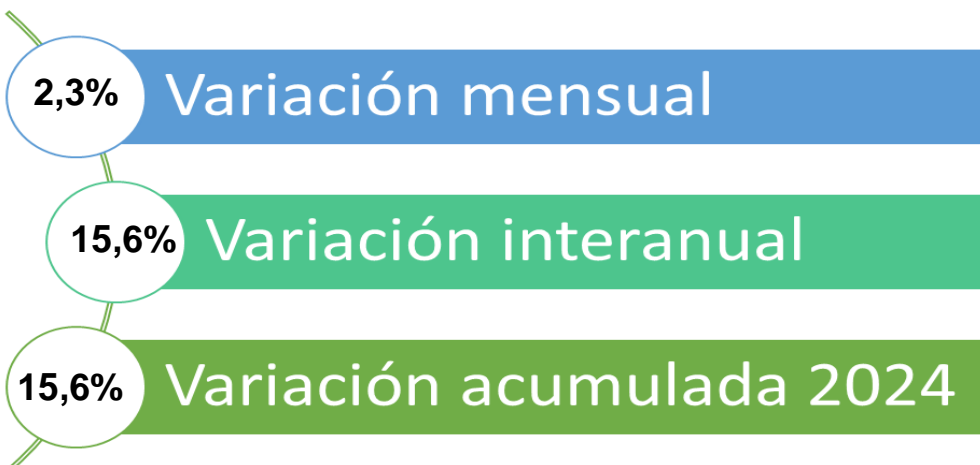 2,3% Variación mensual
15,6% Variación interanual
15,6% Variación acumulada 2024